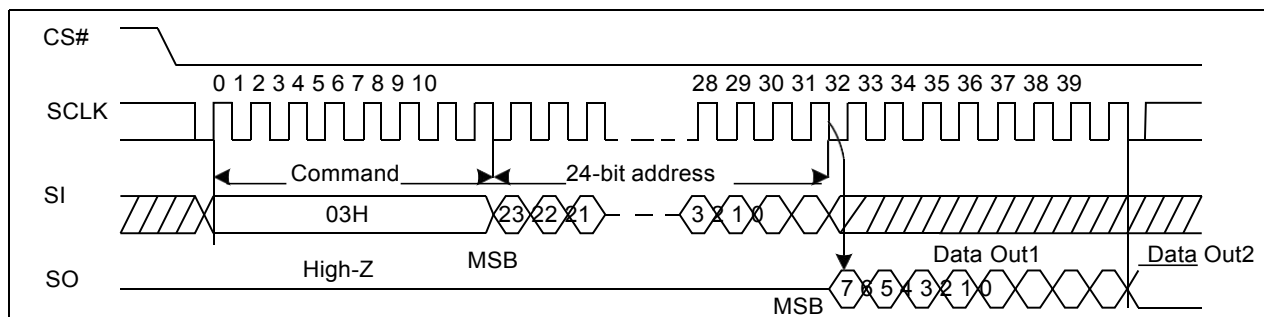 CS#
0 1 2 3 4 5 6 7 8 9 10 28 29 30 31 32 33 34 35 36 37 38 39
SCLK
Command 24-bit address
SI
03H 23 22 21 3 2 1 0
MSB
High-Z
Data Out1 Data Out2
SO
7 6 5 4 3 2 1 0
MSB